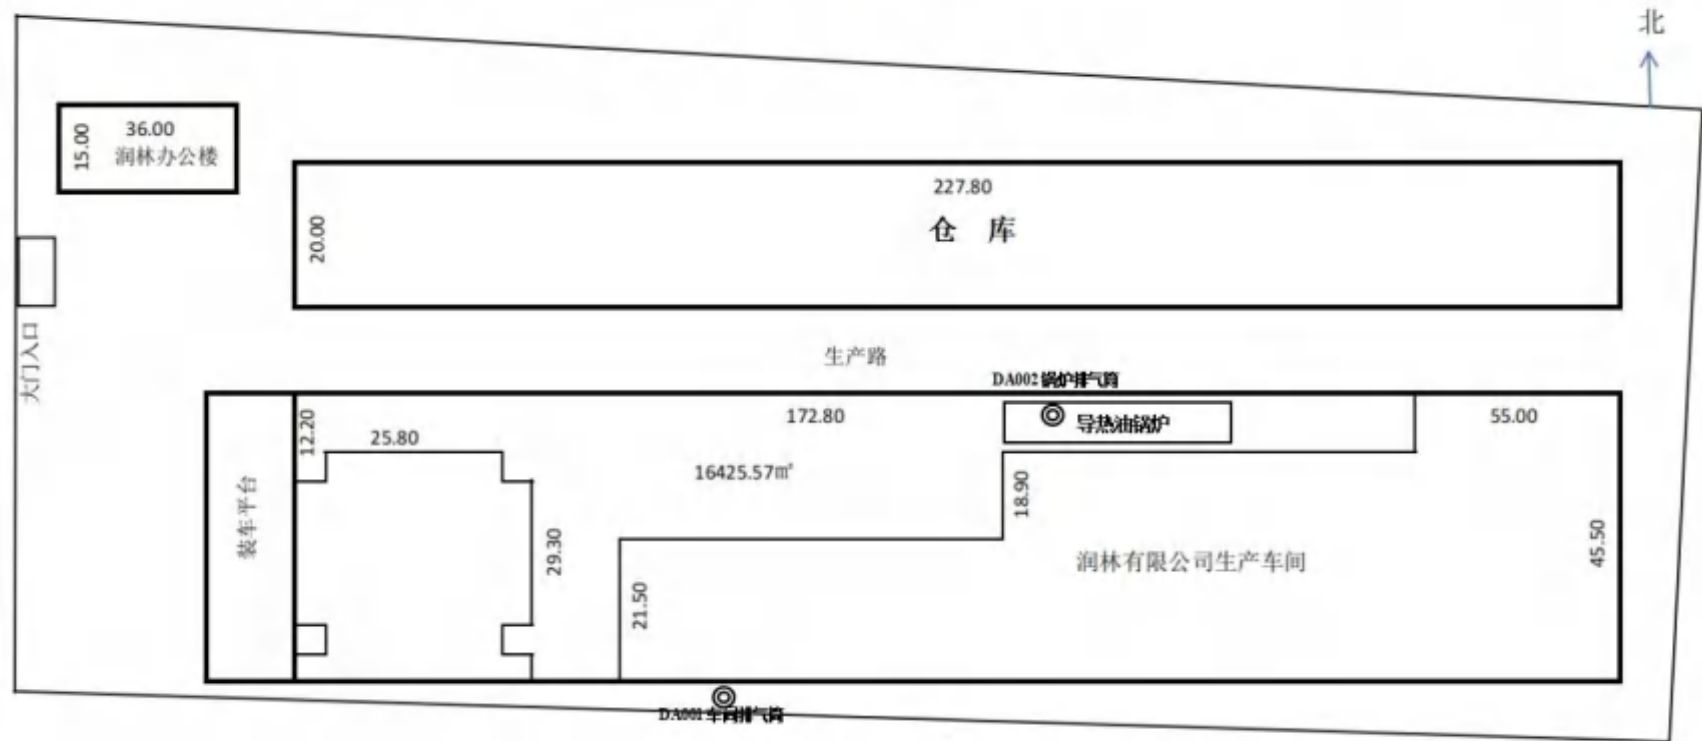 北
36.00
15.00
润林办公楼
227.80
仓 库
20.00
大门入口
生产路
DA002锅炉排气筒
导热油锅炉
12.20
25.80
172.80
55.00
16425.57㎡
18.90
装车平台
29.30
21.50
润林有限公司生产车间
45.50
DA001车间排气筒